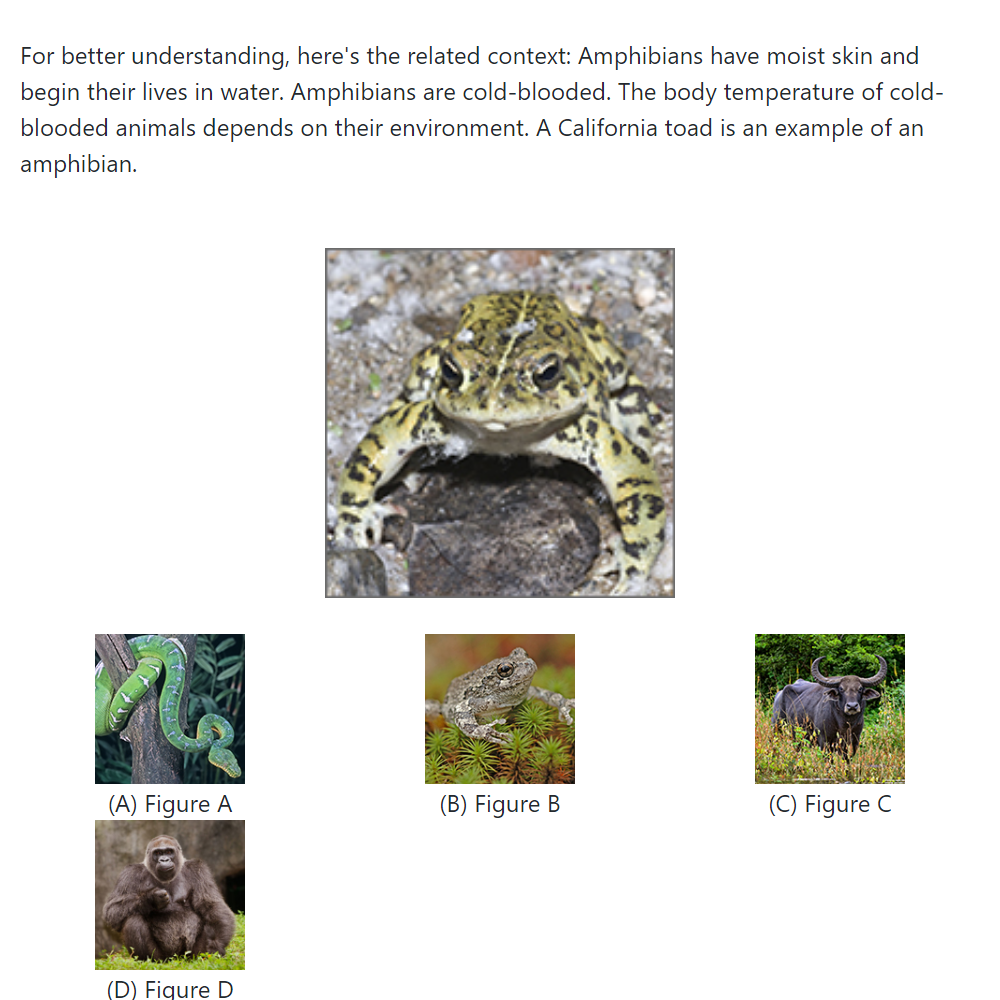 For better understanding, here's the related context: Amphibians have moist skin and
begin their lives in water. Amphibians are cold-blooded. The body temperature of cold-
blooded animals depends on their environment. A California toad is an example of an
amphibian.
(A) Figure A
(B) Figure B
(C) Figure C
(D) Figure D